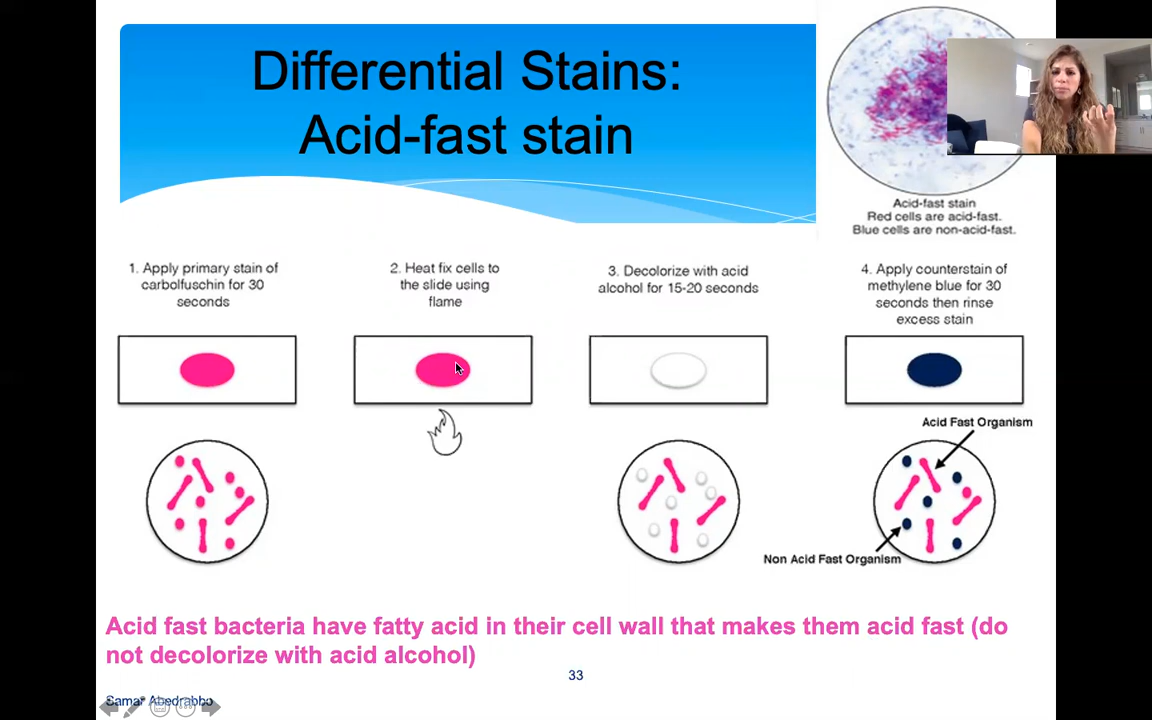 Differential Stains:
Acid-fast stain
Acid-fast stain
Red cells are acid-fast.
Blue cells are non-acid-fast.
1. Apply primary stain of
carbolfuschin for 30
seconds
2. Heat fix cells to
the slide using
flame
3. Decolorize with acid
alcohol for 15-20 seconds
4. Apply counterstain of
methylene blue for 30
seconds then rinse
excess stain
Acid Fast Organism
Non Acid Fast Organism
Acid fast bacteria have fatty acid in their cell wall that makes them acid fast (do
not decolorize with acid alcohol)
33
Samar Abedrabbo